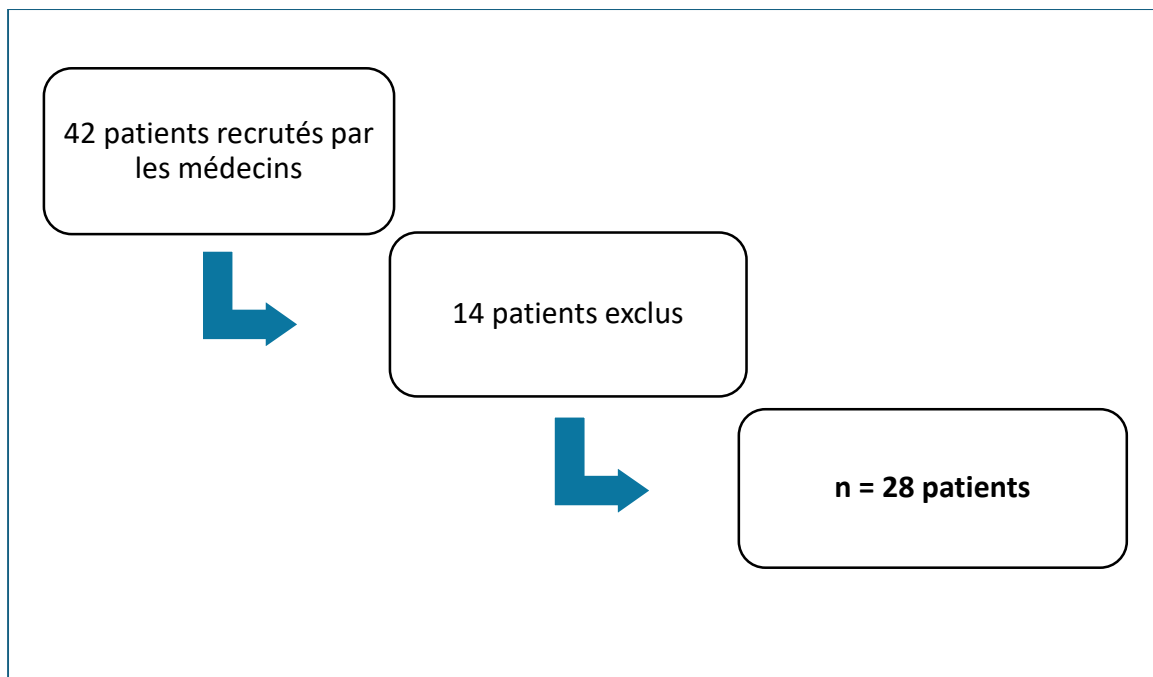 42 patients recrutés par
les médecins
14 patients exclus
n = 28 patients